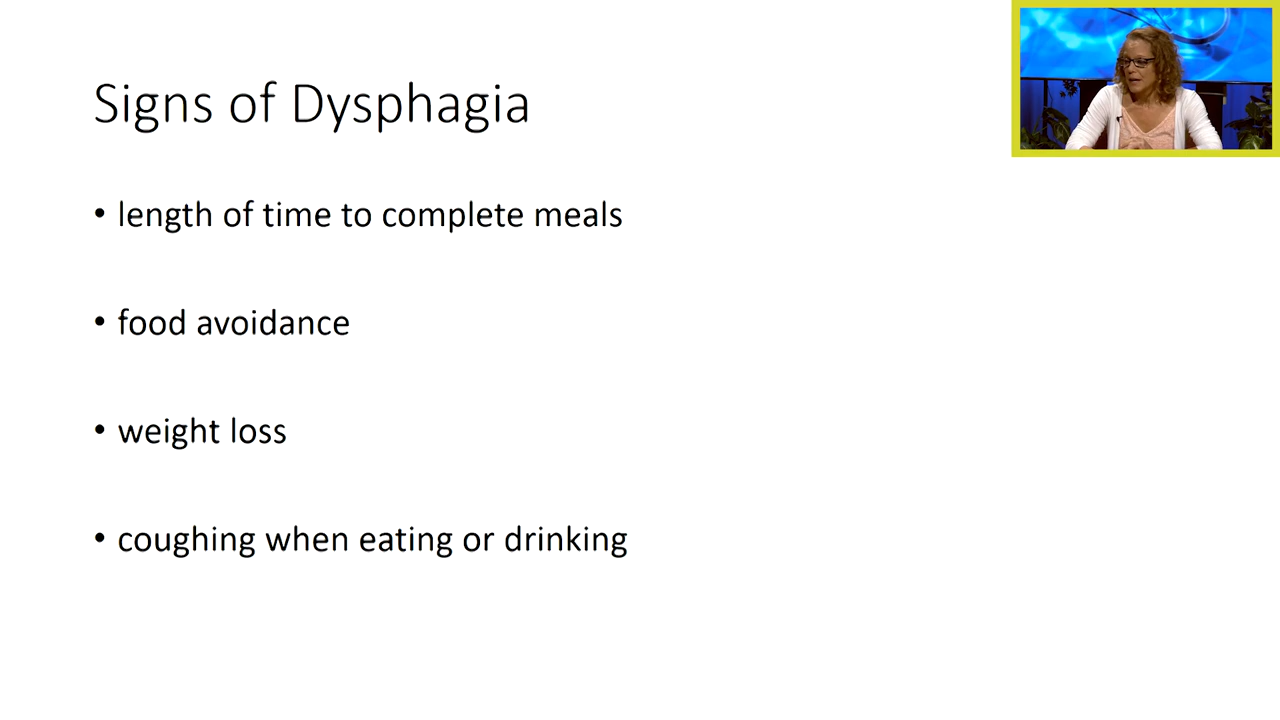 Signs of Dysphagia
• length of time to complete meals
• food avoidance
• weight loss
• coughing when eating or drinking